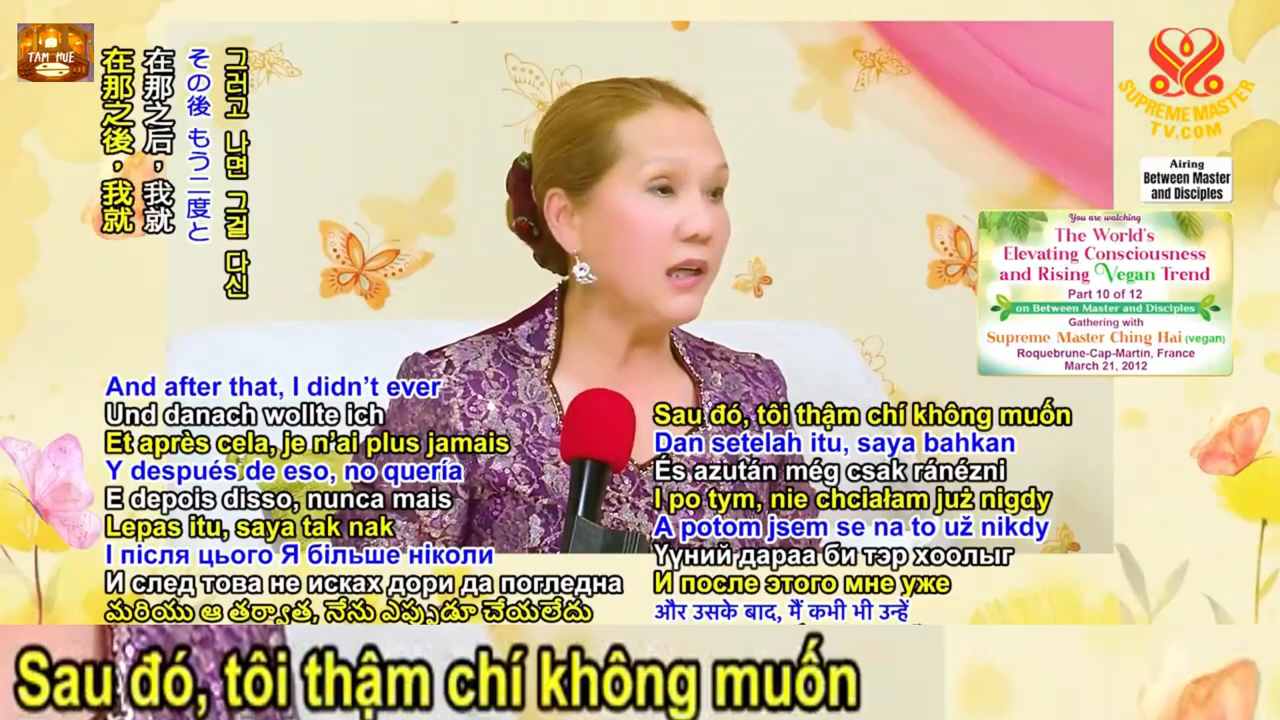 TAM HUE
在那之後，我就
在那之后，我就
その後 もう二度と
그러고 나면 그걸 다신
SUPREME MASTER
TV.COM
Airing
Between Master
and Disciples
You are watching
The World's
Elevating Consciousness
and Rising Vegan Trend
Part 10 of 12
on Between Master and Disciples
Gathering with
Supreme Master Ching Hai (vegan)
Roquebrune-Cap-Martin, France
March 21, 2012
And after that, I didn't ever
Und danach wollte ich
Et après cela, je n'ai plus jamais
Y después de eso, no quería
E depois disso, nunca mais
Lepas itu, saya tak nak
І після цього Я більше ніколи
И след това не исках дори да погледна
మరియు ఆ తర్వాత, నేను ఎప్పుడూ చేయలేదు
Sau đó, tôi thậm chí không muốn
Dan setelah itu, saya bahkan
És azután még csak ránézni
I po tym, nie chciałam już nigdy
A potom jsem se na to už nikdy
Үүний дараа би тэр хоолыг
И после этого мне уже
और उसके बाद, मैं कभी भी उन्हें
Sau đó, tôi thậm chí không muốn